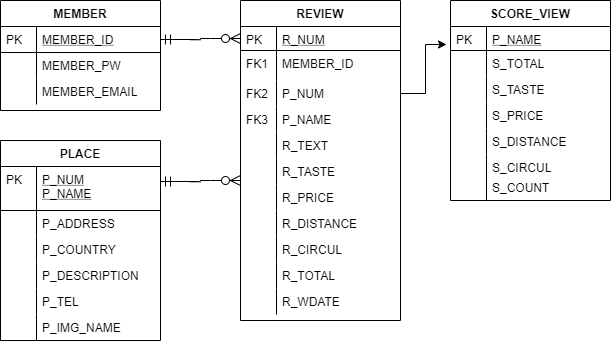 MEMBER
PK MEMBER_ID
MEMBER_PW
MEMBER_EMAIL
PLACE
PK P_NUM
P_NAME
P_ADDRESS
P_COUNTRY
P_DESCRIPTION
P_TEL
P_IMG_NAME
REVIEW
PK R_NUM
FK1 MEMBER_ID
FK2 P_NUM
FK3 P_NAME
R_TEXT
R_TASTE
R_PRICE
R_DISTANCE
R_CIRCUL
R_TOTAL
R_WDATE
SCORE_VIEW
PK P_NAME
S_TOTAL
S_TASTE
S_PRICE
S_DISTANCE
S_CIRCUL
S_COUNT